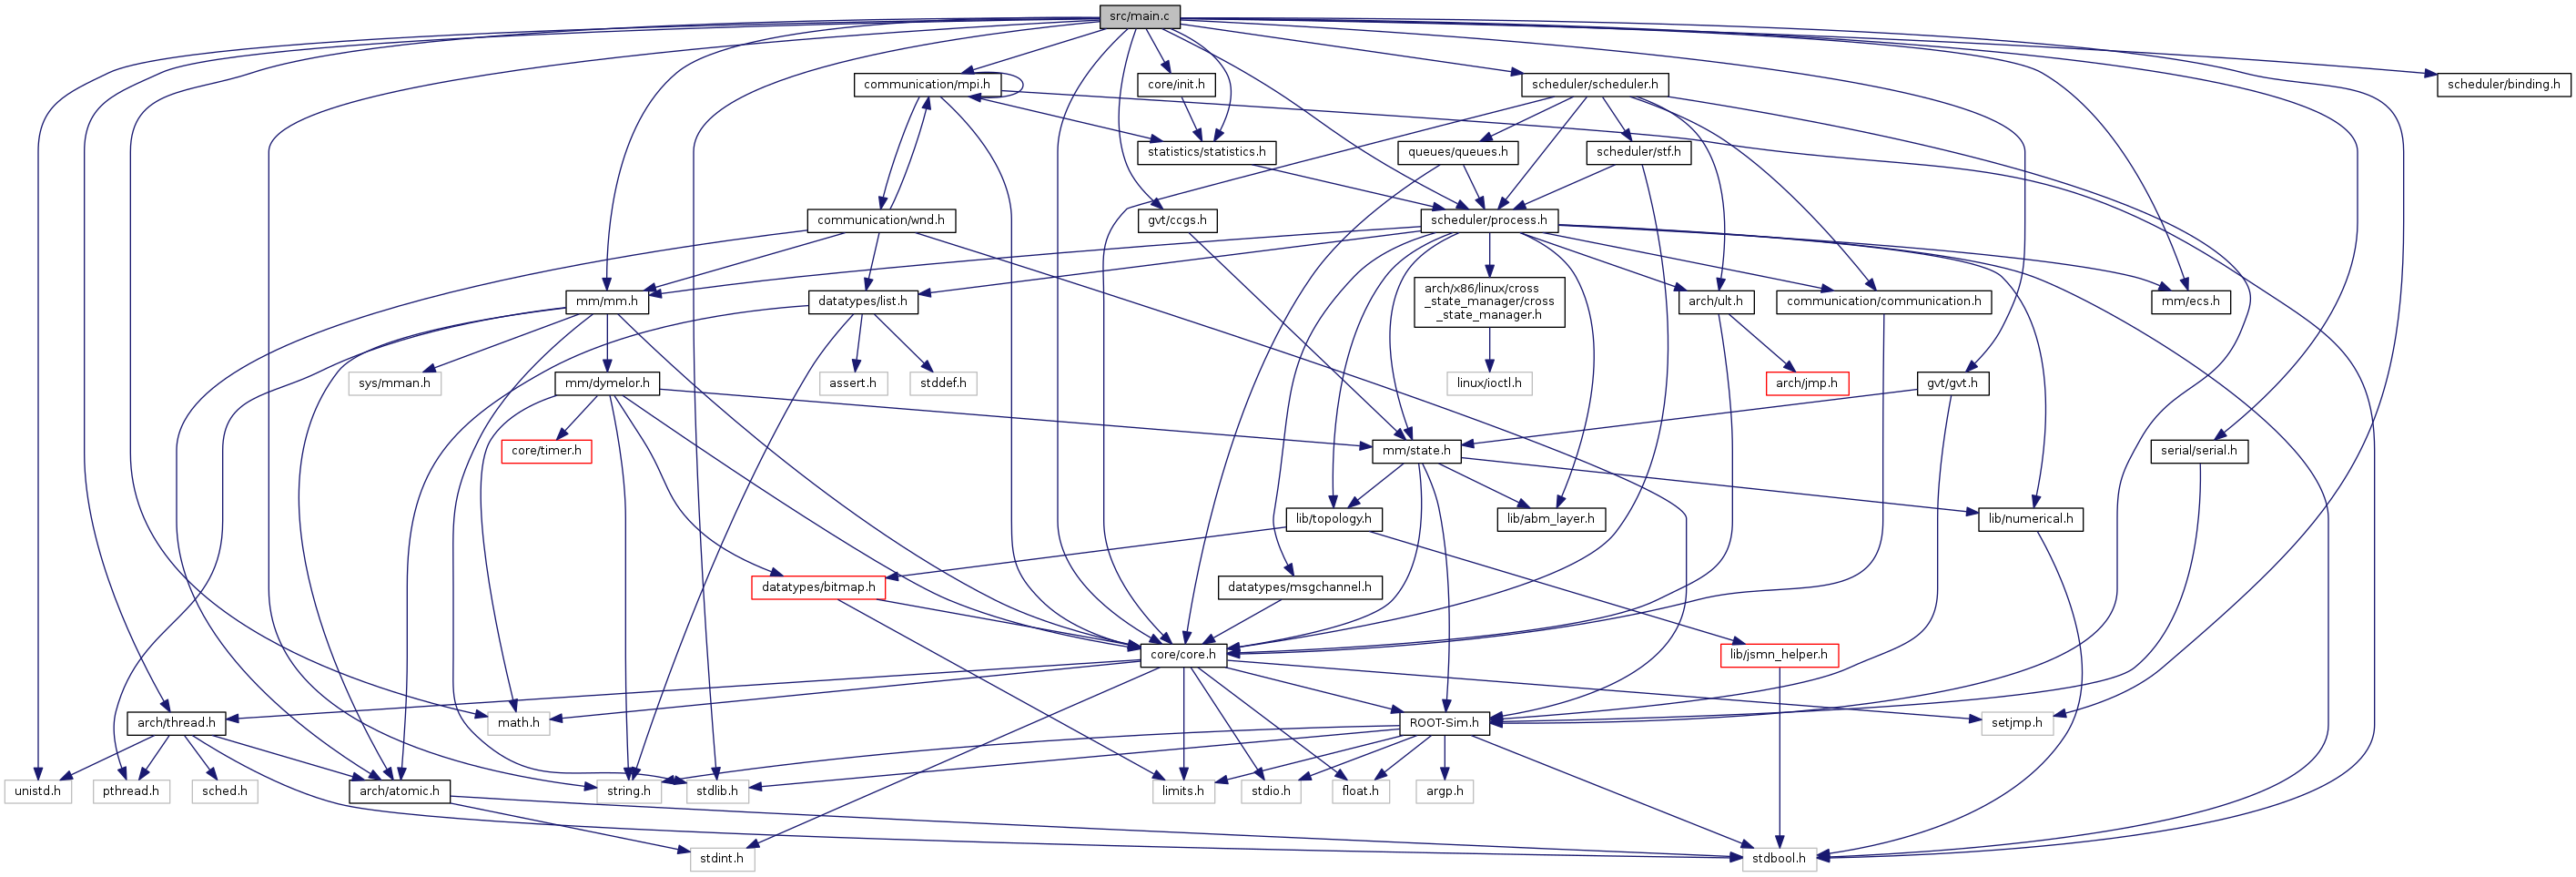 src/main.c
communication/mpi.h
core/init.h
scheduler/scheduler.h
scheduler/binding.h
statistics/statistics.h
queues/queues.h
scheduler/stf.h
communication/wnd.h
gvt/ccgs.h
scheduler/process.h
mm/mm.h
datatypes/list.h
arch/x86/linux/cross
_state_manager/cross
_state_manager.h
arch/ult.h
communication/communication.h
mm/ecs.h
sys/mman.h
mm/dymelor.h
assert.h
stddef.h
linux/ioctl.h
arch/jmp.h
gvt/gvt.h
core/timer.h
mm/state.h
serial/serial.h
lib/topology.h
lib/abm_layer.h
lib/numerical.h
datatypes/bitmap.h
datatypes/msgchannel.h
core/core.h
lib/jsmn_helper.h
arch/thread.h
math.h
ROOT-Sim.h
setjmp.h
unistd.h
pthread.h
sched.h
arch/atomic.h
string.h
stdlib.h
limits.h
stdio.h
float.h
argp.h
stdint.h
stdbool.h